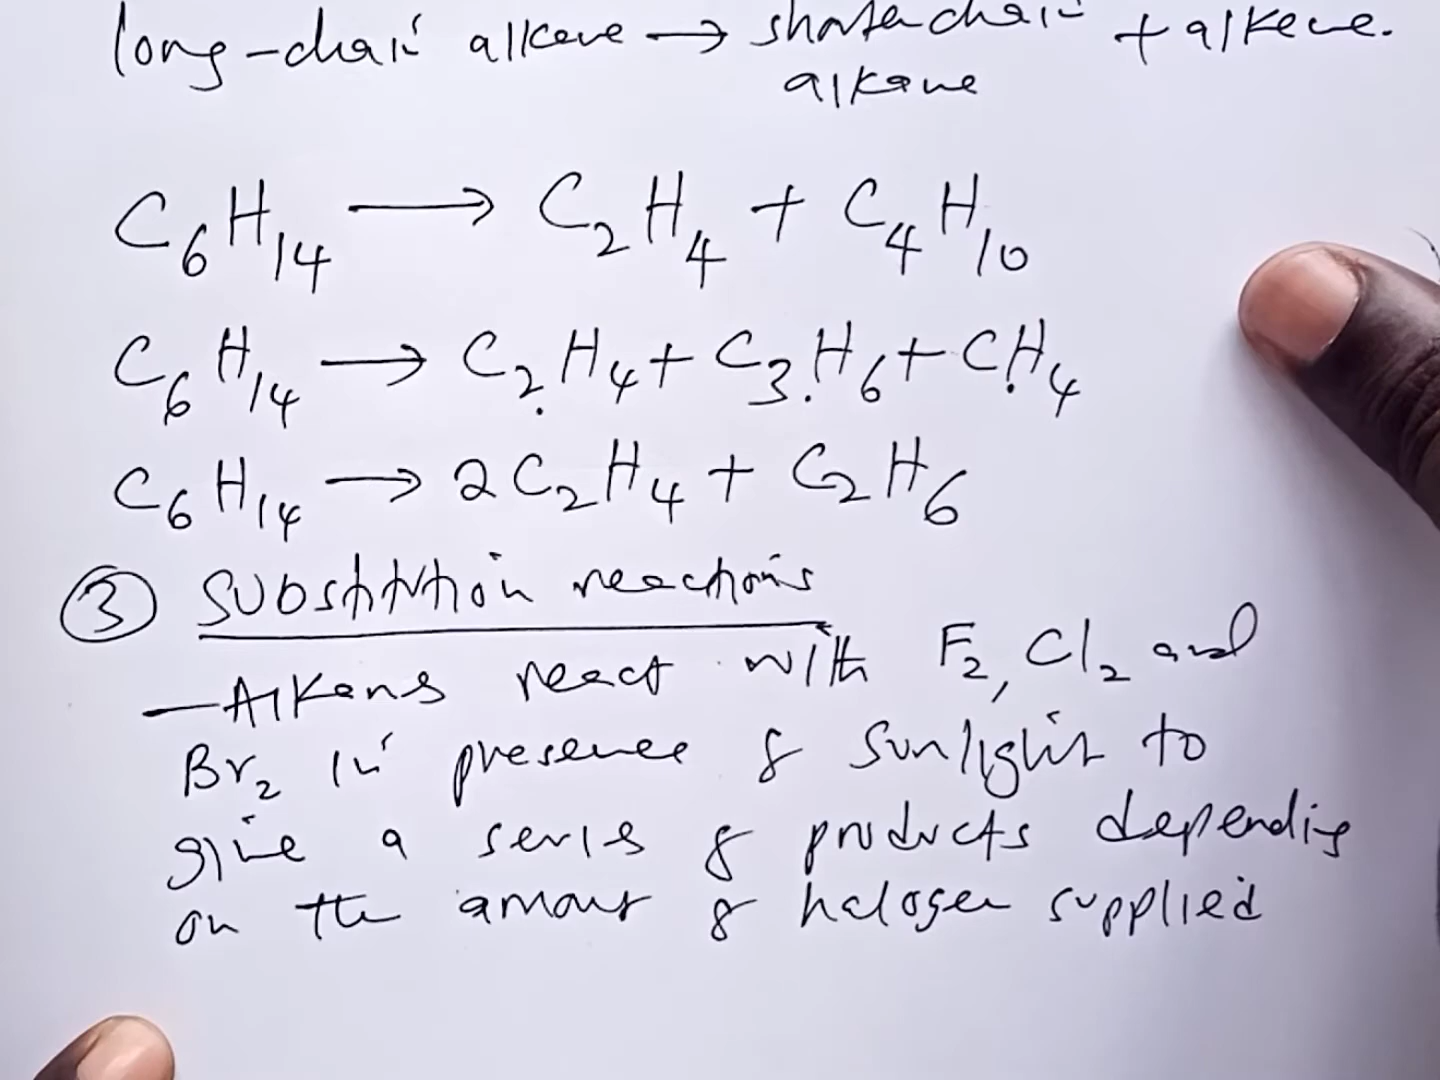 long-chain alkane → shorter chain + alkene.
alkane
C₆H₁₄ → C₂H₄ + C₄H₁₀
C₆H₁₄ → C₂H₄ + C₃H₆ + CH₄
C₆H₁₄ → 2C₂H₄ + C₂H₆
③ Substitution reactions
—Alkans react with F₂, Cl₂ and
Br₂ in presence of sunlight to
give a series of products depending
on the amount of halogen supplied